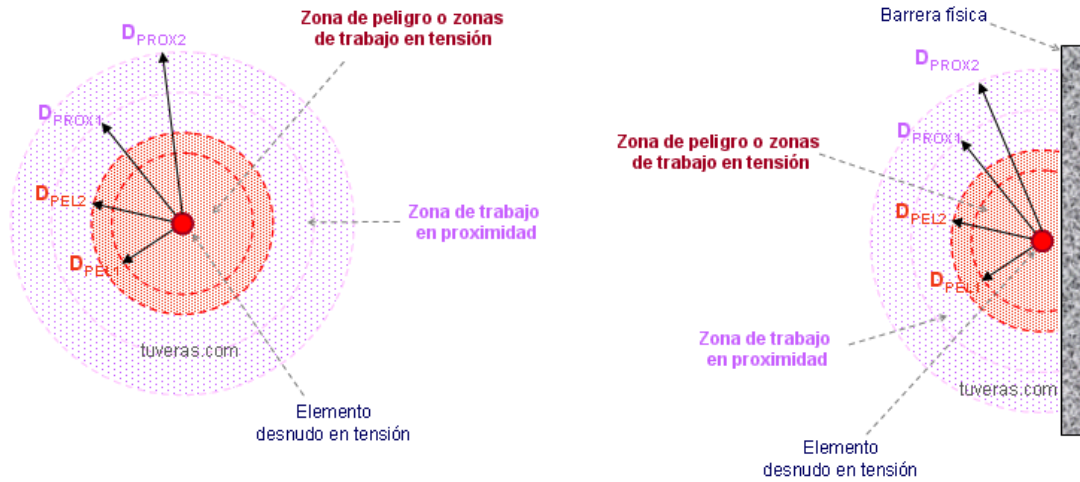 Zona de peligro o zonas
de trabajo en tensión
DPROX2
DPROX1
DPEL2
DPEL1
Zona de trabajo
en proximidad
tuveras.com
Elemento
desnudo en tensión
Barrera física
DPROX2
DPROX1
Zona de peligro o zonas
de trabajo en tensión
DPEL2
DPEL1
Zona de trabajo
en proximidad
tuveras.com
Elemento
desnudo en tensión